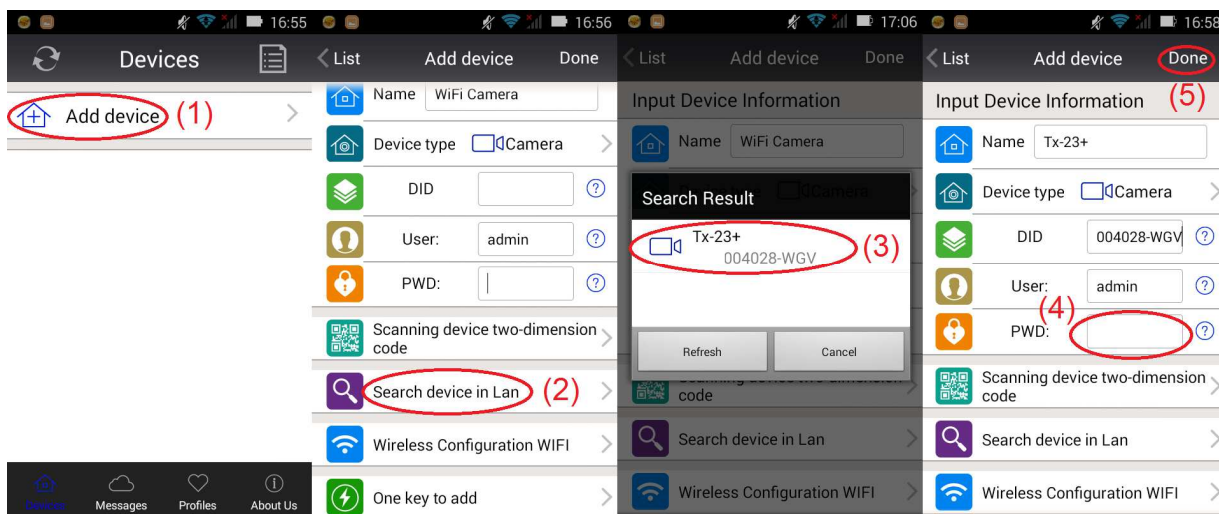 16:55
Devices
Add device (1)
Devices
Messages
Profiles
About Us
16:56
List Add device Done
Name WiFi Camera
Device type Camera
DID ?
User: admin ?
PWD: ?
Scanning device two-dimension
code
Search device in Lan (2)
Wireless Configuration WIFI
One key to add
17:06
List Add device Done
Input Device Information
Name WiFi Camera
Camera
Search Result
Tx-23+
004028-WGV
(3)
Refresh Cancel
code
Search device in Lan
Wireless Configuration WIFI
16:58
List Add device Done
(5)
Input Device Information
Name Tx-23+
Device type Camera
DID 004028-WGV ?
User: admin ?
(4)
PWD: ?
Scanning device two-dimension
code
Search device in Lan
Wireless Configuration WIFI